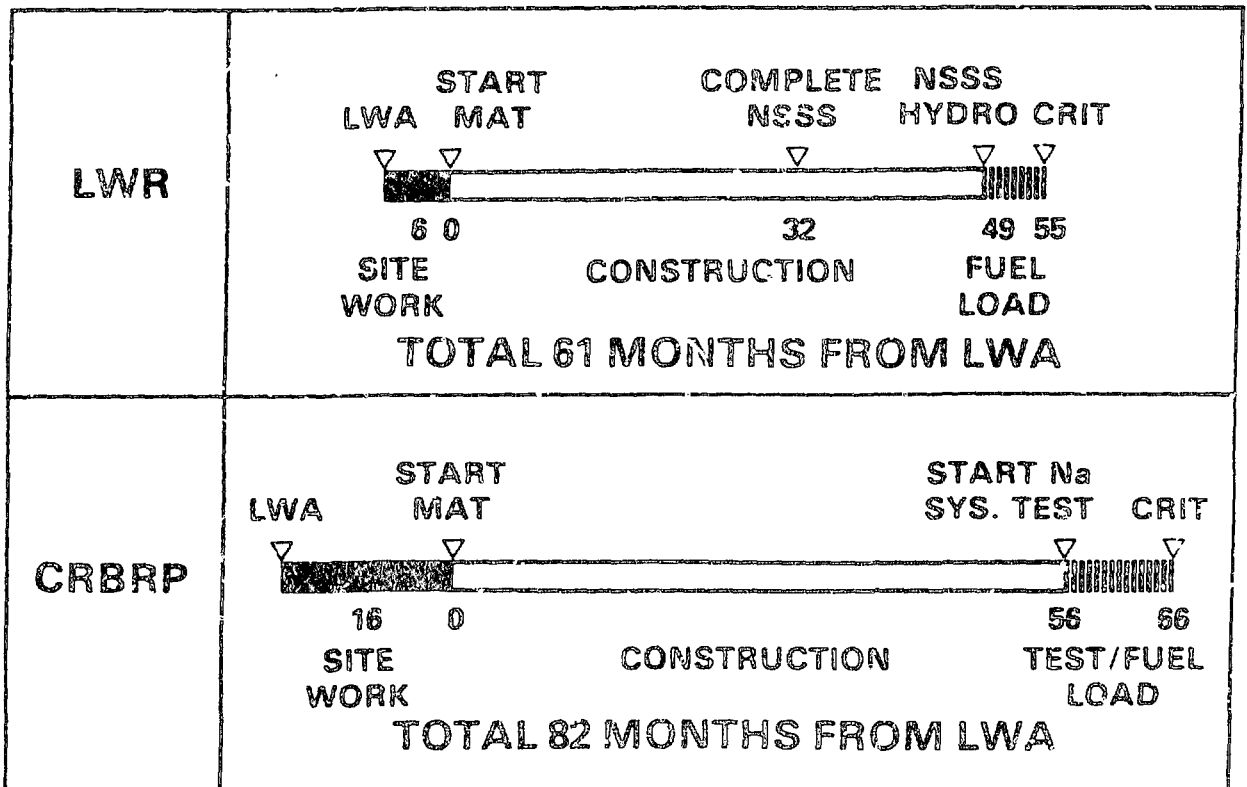 LWR
START COMPLETE NSSS
LWA MAT NSSS HYDRO CRIT
6 0 32 49 55
SITE CONSTRUCTION FUEL
WORK LOAD
TOTAL 61 MONTHS FROM LWA
CRBRP
START START Na
LWA MAT SYS. TEST CRIT
16 0 56 66
SITE CONSTRUCTION TEST/FUEL
WORK LOAD
TOTAL 82 MONTHS FROM LWA